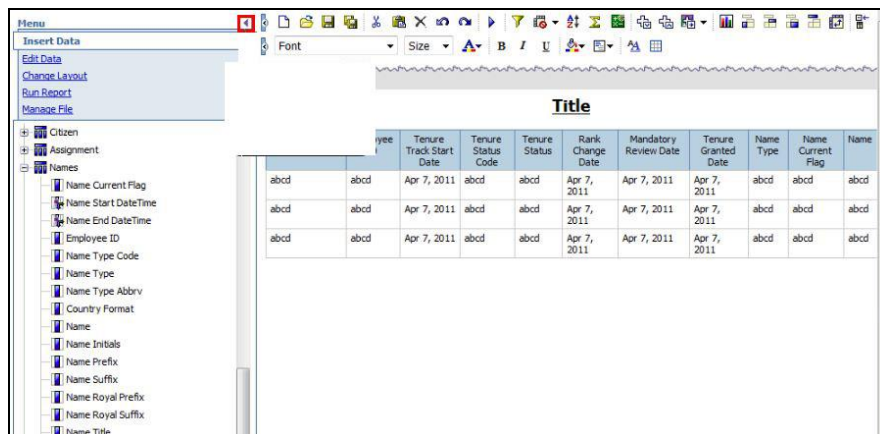 Menu
Insert Data
Edit Data
Change Layout
Run Report
Manage File
Citizen
Assignment
Names
Name Current Flag
Name Start DateTime
Name End DateTime
Employee ID
Name Type Code
Name Type
Name Type Abbrv
Country Format
Name
Name Initials
Name Prefix
Name Suffix
Name Royal Prefix
Name Royal Suffix
Name Title
Font Size A B I U
Title
yee Tenure Track Start Date Tenure Status Code Tenure Status Rank Change Date Mandatory Review Date Tenure Granted Date Name Type Name Current Flag Name
abcd abcd Apr 7, 2011 abcd abcd Apr 7, 2011 Apr 7, 2011 Apr 7, 2011 abcd abcd abcd
abcd abcd Apr 7, 2011 abcd abcd Apr 7, 2011 Apr 7, 2011 Apr 7, 2011 abcd abcd abcd
abcd abcd Apr 7, 2011 abcd abcd Apr 7, 2011 Apr 7, 2011 Apr 7, 2011 abcd abcd abcd